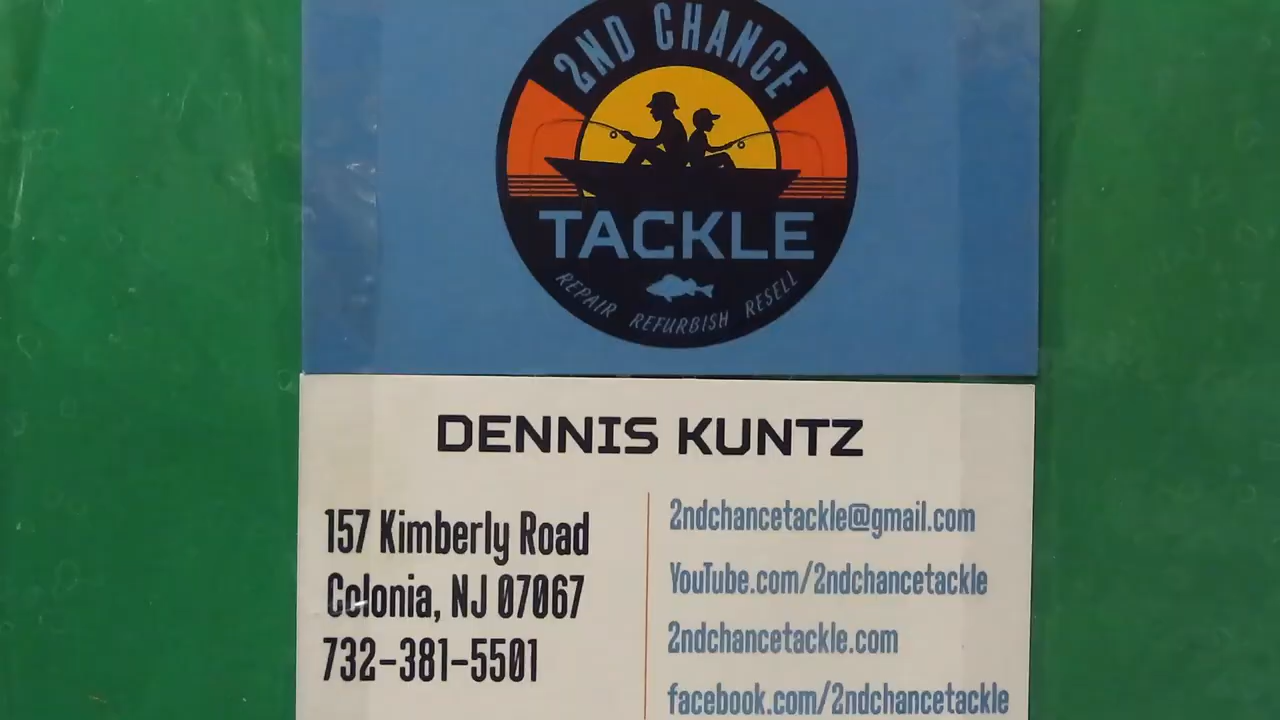 2ND CHANCE
TACKLE
REPAIR REFURBISH RESELL
DENNIS KUNTZ
157 Kimberly Road
Colonia, NJ 07067
732-381-5501
2ndchancetackle@gmail.com
YouTube.com/2ndchancetackle
2ndchancetackle.com
facebook.com/2ndchancetackle